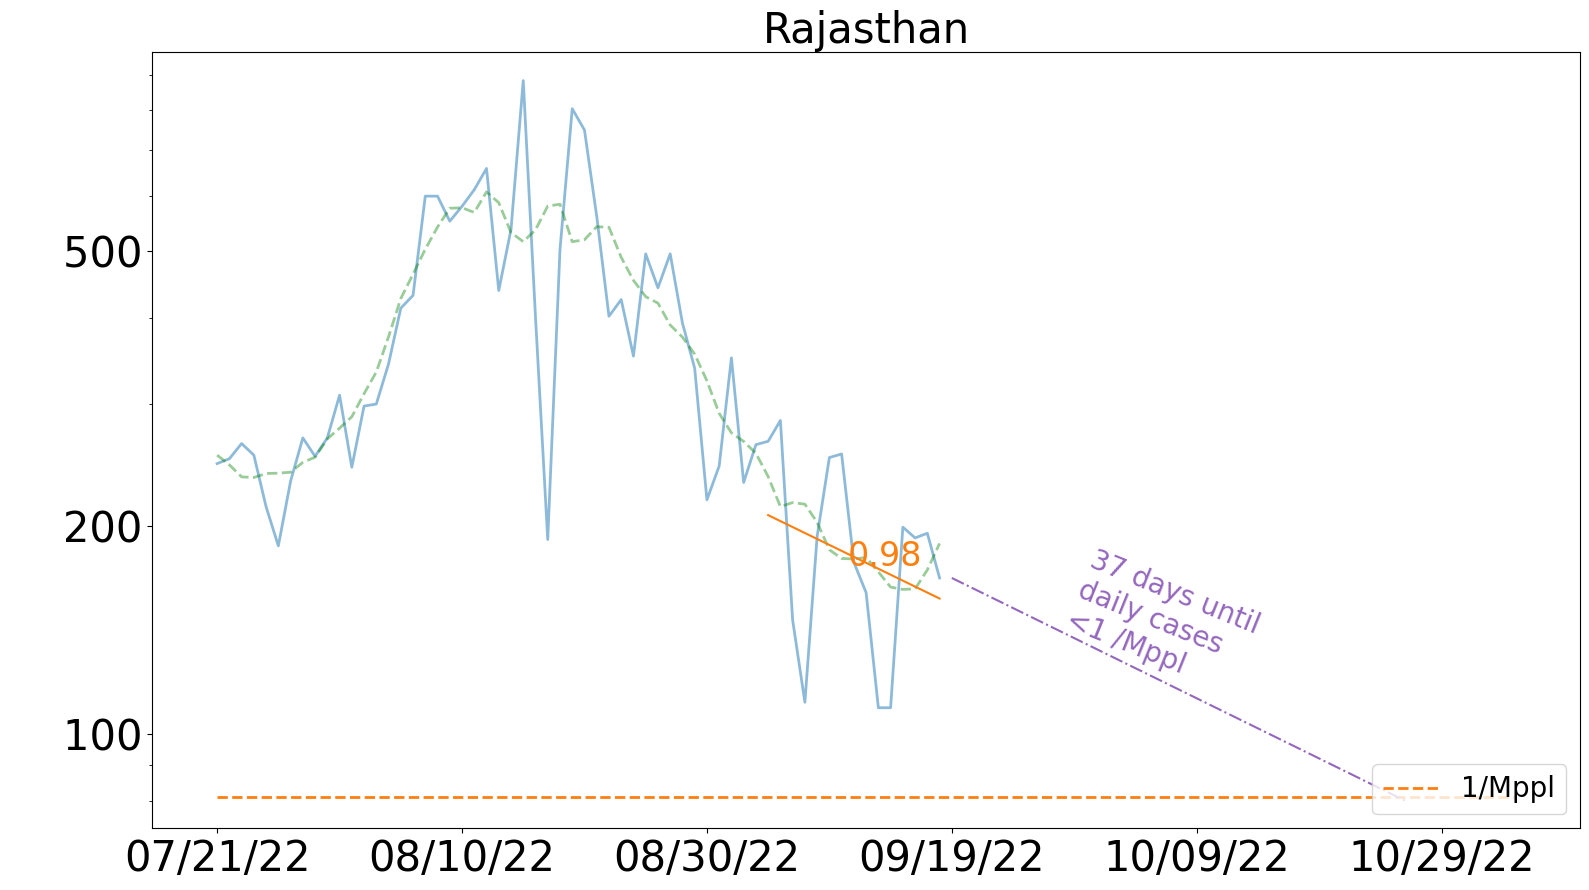 Rajasthan
500
200
100
0.98
37 days until
daily cases
<1 /Mppl
1/Mppl
07/21/22
08/10/22
08/30/22
09/19/22
10/09/22
10/29/22